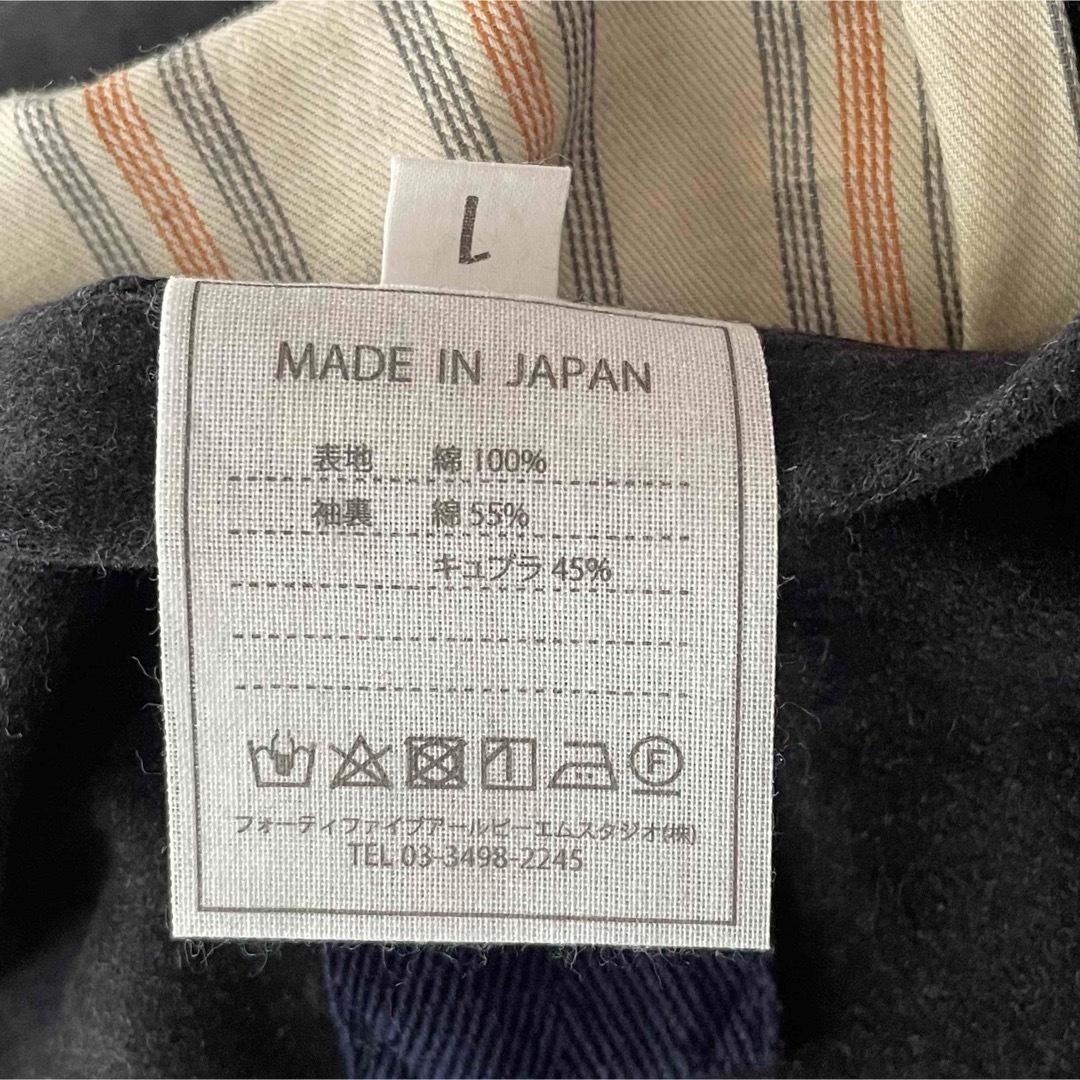 1
MADE IN JAPAN
表地 綿 100%
袖裏 綿 55%
キュプラ 45%
F
フォーティファイブアールピーエムスタジオ(株)
TEL 03-3498-2245